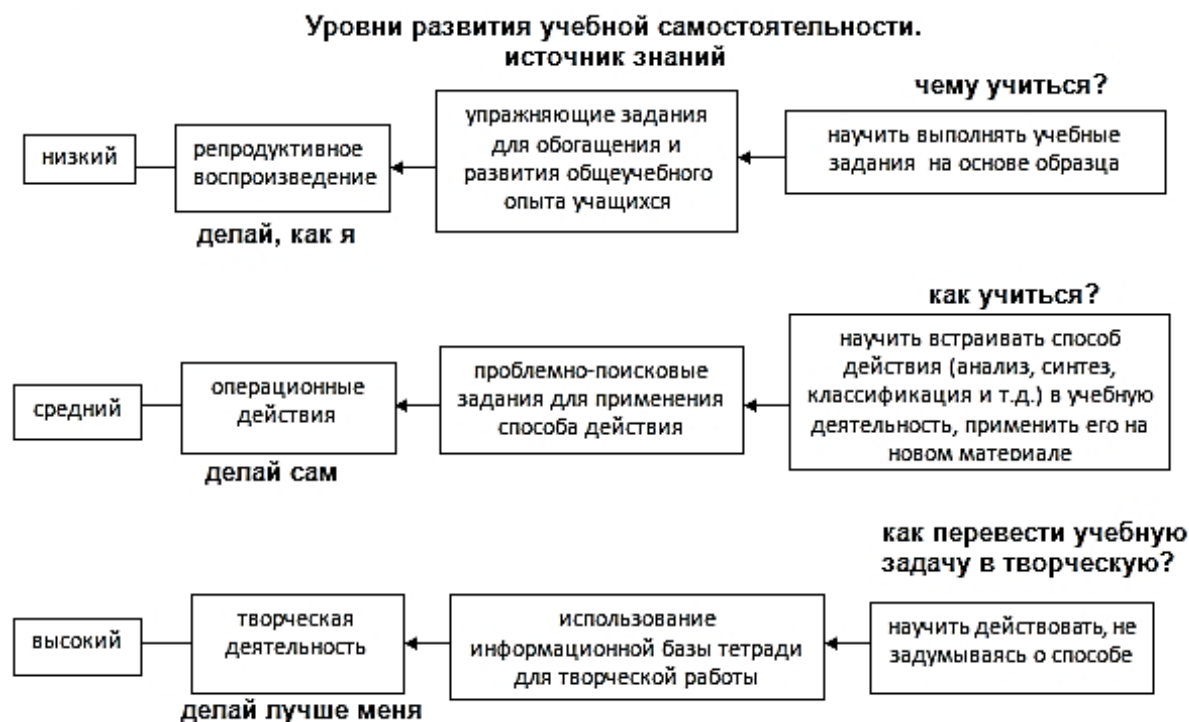 Уровни развития учебной самостоятельности.
источник знаний
чему учиться?
низкий
репродуктивное
воспроизведение
делай, как я
упражняющие задания
для обогащения и
развития общеучебного
опыта учащихся
научить выполнять учебные
задания на основе образца
как учиться?
средний
операционные
действия
делай сам
проблемно-поисковые
задания для применения
способа действия
научить встраивать способ
действия (анализ, синтез,
классификация и т.д.) в учебную
деятельность, применить его на
новом материале
как перевести учебную
задачу в творческую?
высокий
творческая
деятельность
делай лучше меня
использование
информационной базы тетради
для творческой работы
научить действовать, не
задумываясь о способе